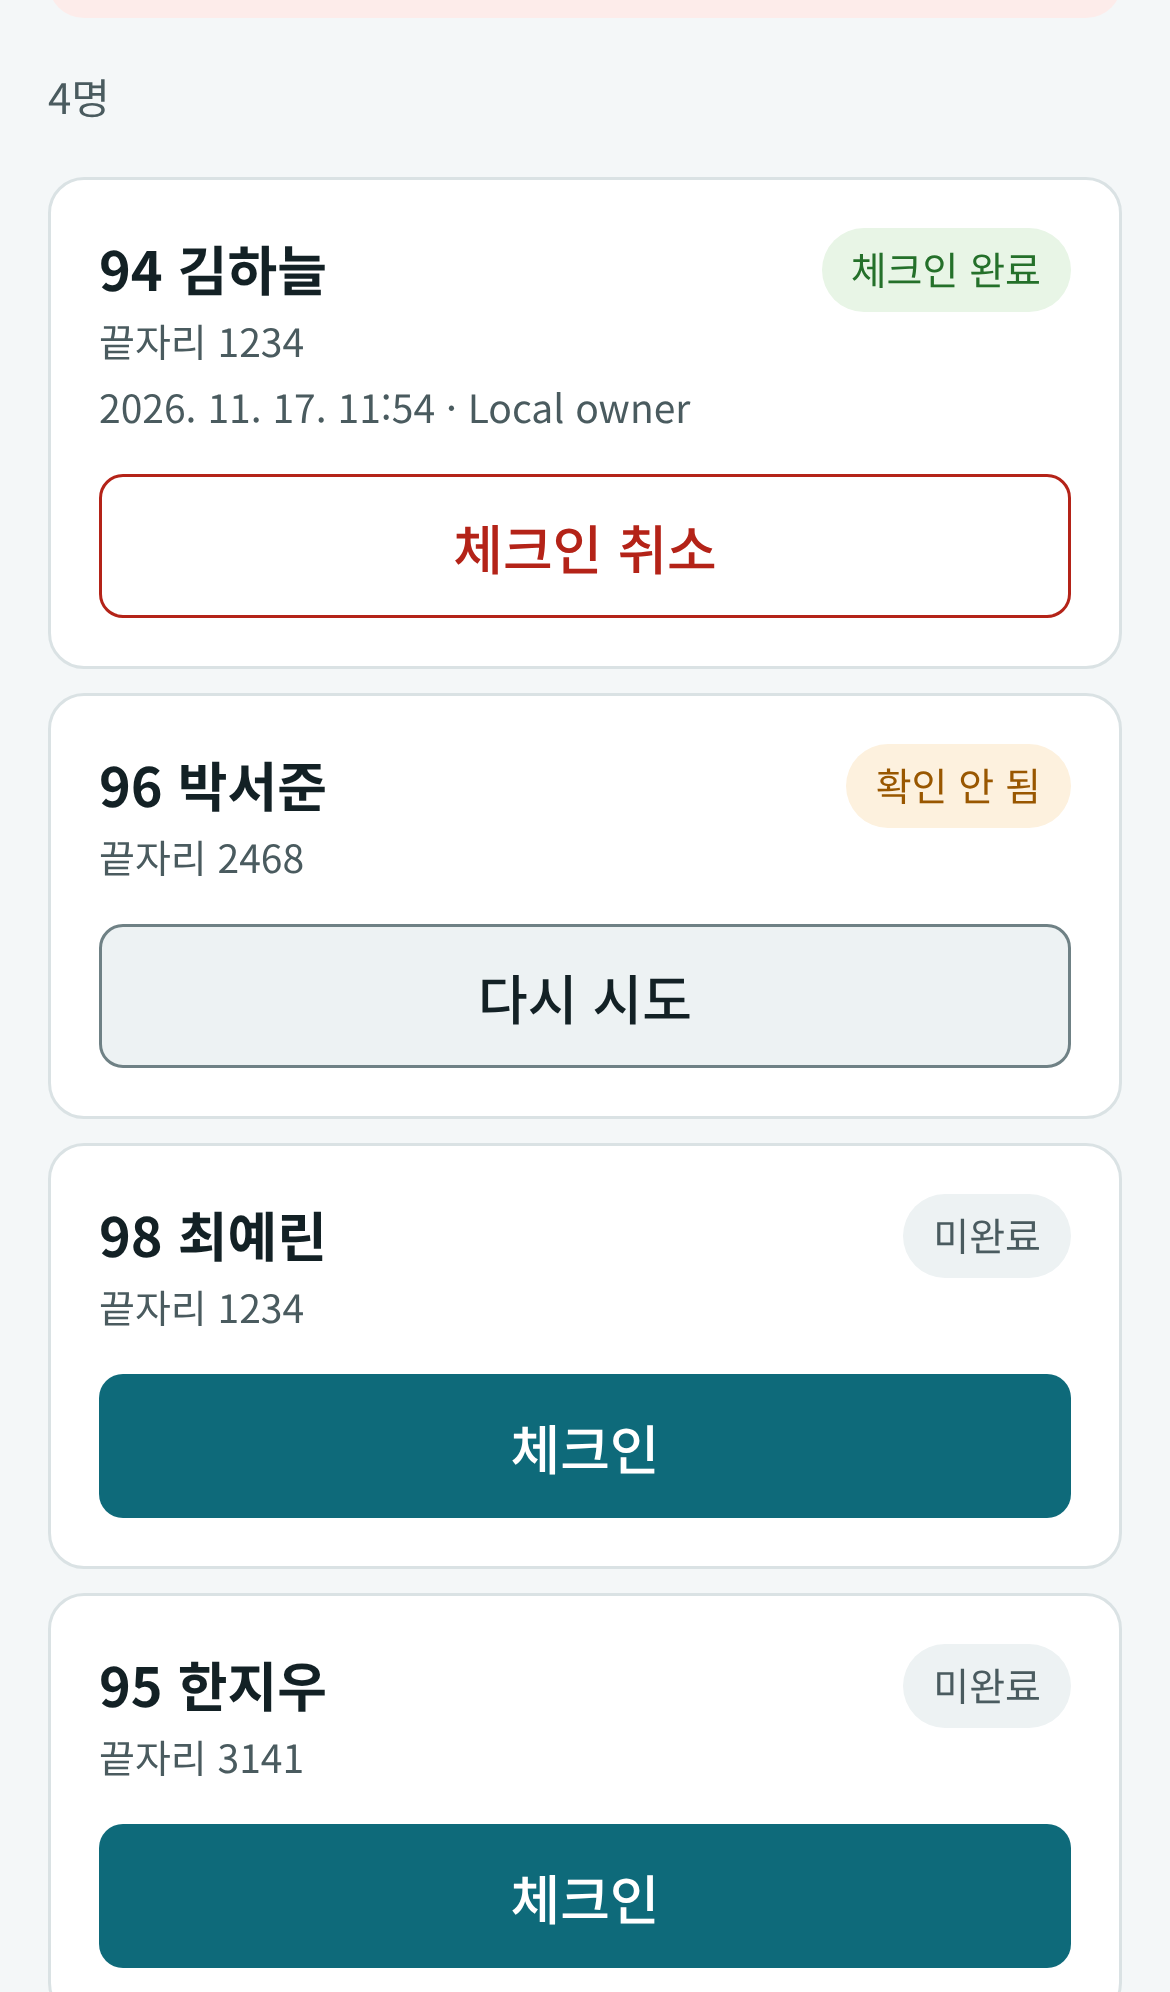 4명
94 김하늘
체크인 완료
끝자리 1234
2026. 11. 17. 11:54 · Local owner
체크인 취소
96 박서준
확인 안 됨
끝자리 2468
다시 시도
98 최예린
미완료
끝자리 1234
체크인
95 한지우
미완료
끝자리 3141
체크인